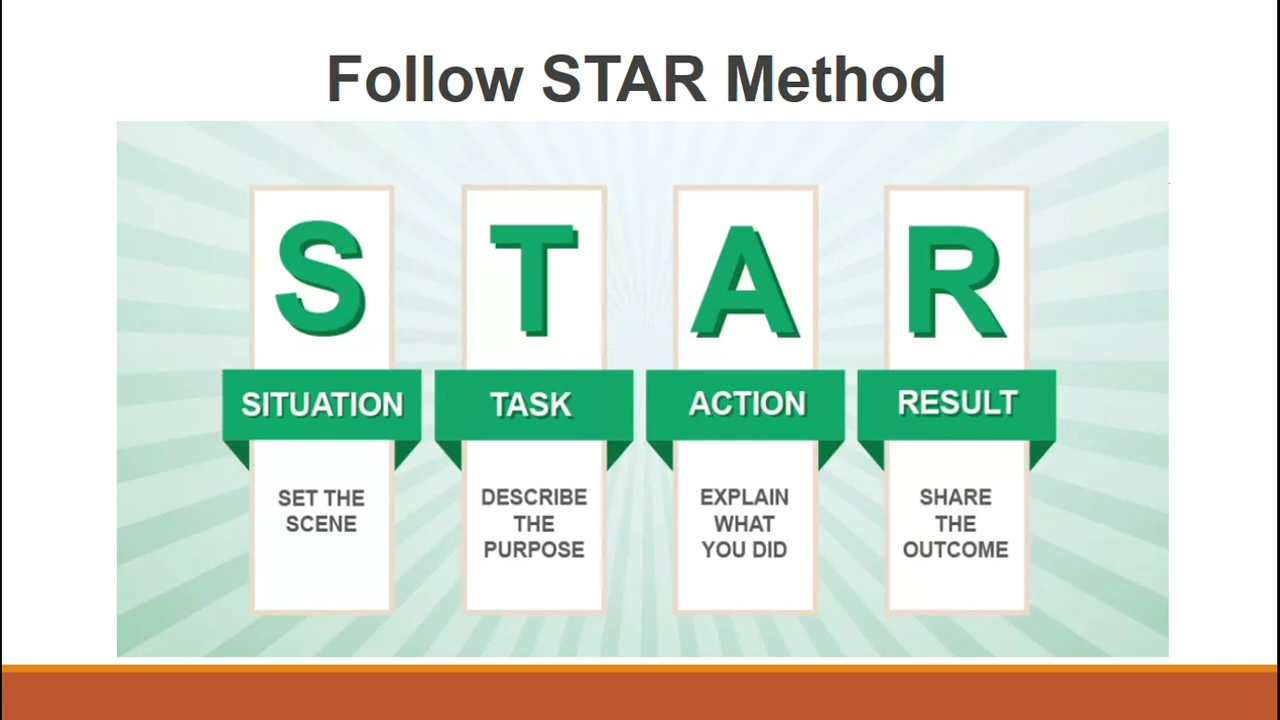 Follow STAR Method
S
T
A
R
SITUATION
TASK
ACTION
RESULT
SET THE
SCENE
DESCRIBE
THE
PURPOSE
EXPLAIN
WHAT
YOU DID
SHARE
THE
OUTCOME